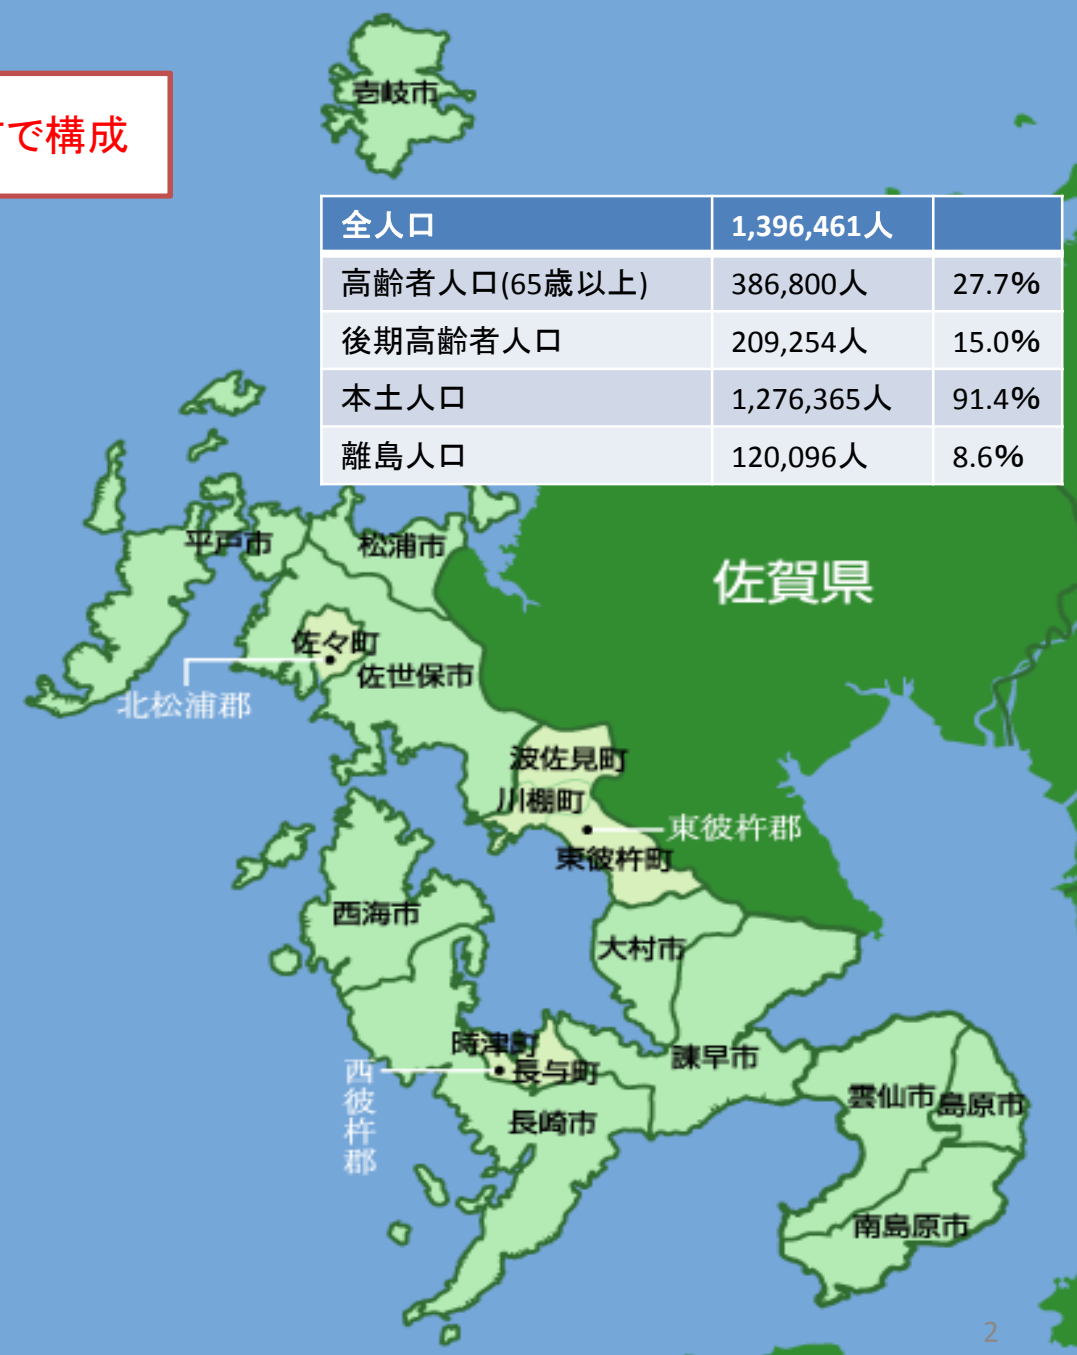 壱岐市
で構成
全人口 1,396,461人
高齢者人口(65歳以上) 386,800人 27.7%
後期高齢者人口 209,254人 15.0%
本土人口 1,276,365人 91.4%
離島人口 120,096人 8.6%
平戸市
松浦市
佐賀県
佐々町
佐世保市
北松浦郡
波佐見町
川棚町
東彼杵郡
東彼杵町
西海市
大村市
時津町
長与町
諫早市
西彼杵郡
長崎市
雲仙市
島原市
南島原市
2